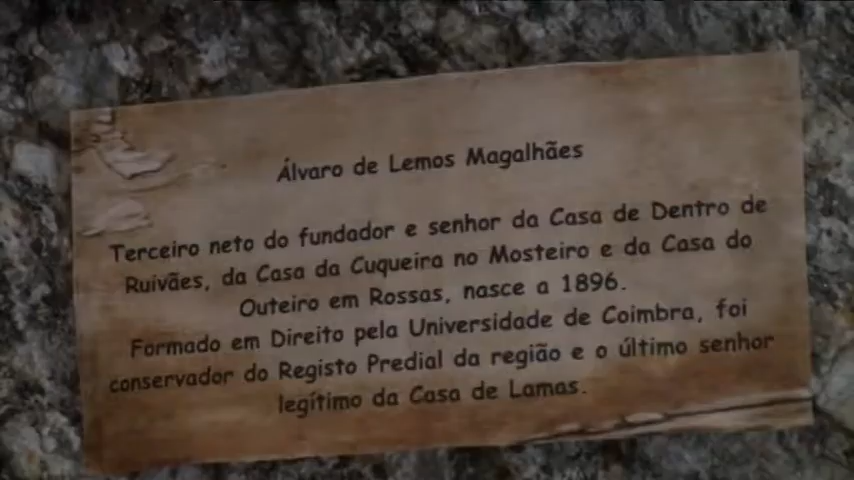 Álvaro de Lemos Magalhães
Terceiro neto do fundador e senhor da Casa de Dentro de
Ruivães, da Casa da Cuqueira no Mosteiro e da Casa do
Outeiro em Rossas, nasce a 1896.
Formado em Direito pela Universidade de Coimbra, foi
conservador do Registo Predial da região e o último senhor
legítimo da Casa de Lamas.